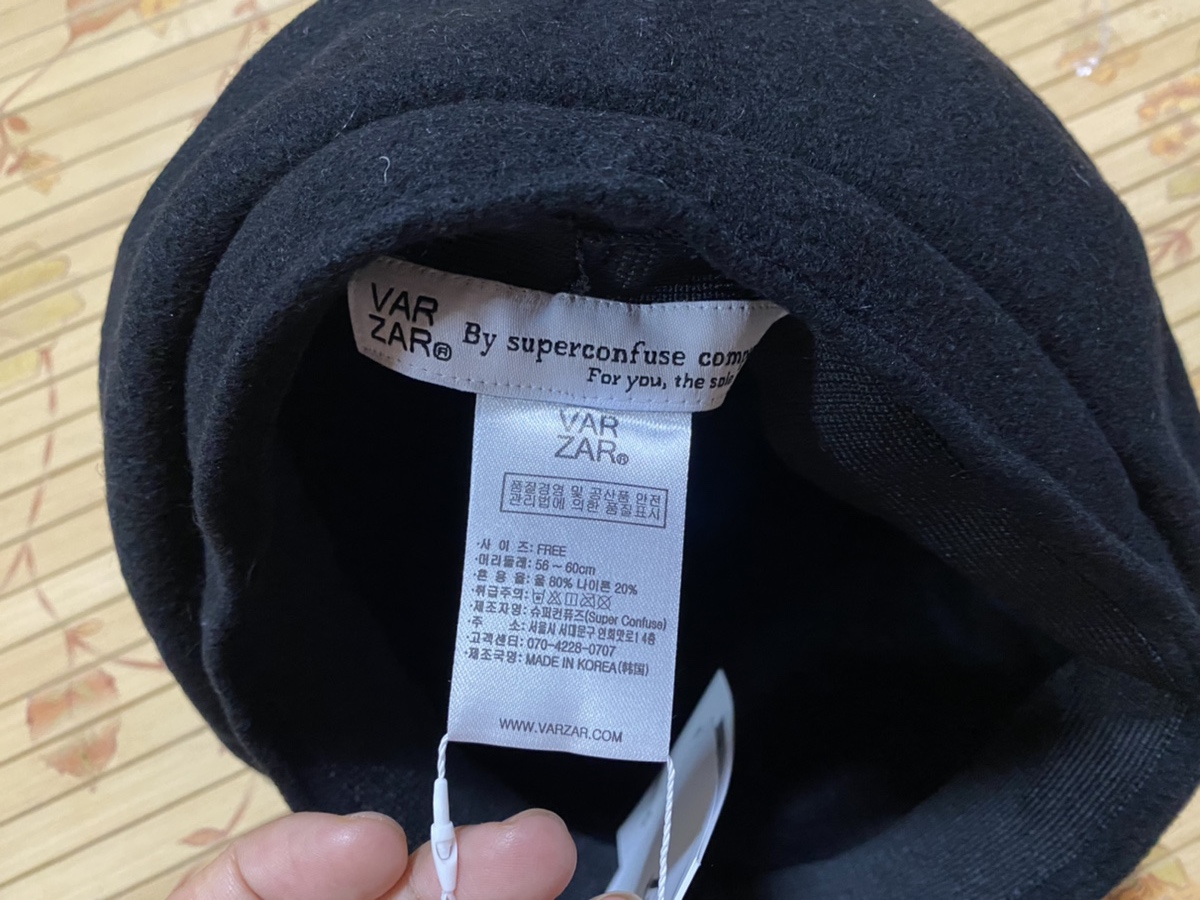 VAR
ZAR®
By superconfuse
For you, the
VAR
ZAR®
품질경영 및 공산품 안전
관리법에 의한 품질표시
·사 이 즈: FREE
·머리둘레: 56 ~ 60cm
·혼 용 율: 울 80% 나이론 20%
·취급주의:
·제조자명: 슈퍼컨퓨즈(Super Confuse)
·주 소: 서울시 서대문구 연희맛로1 4층
·고객센터: 070-4228-0707
·제조국명: MADE IN KOREA(韩国)
WWW.VARZAR.COM